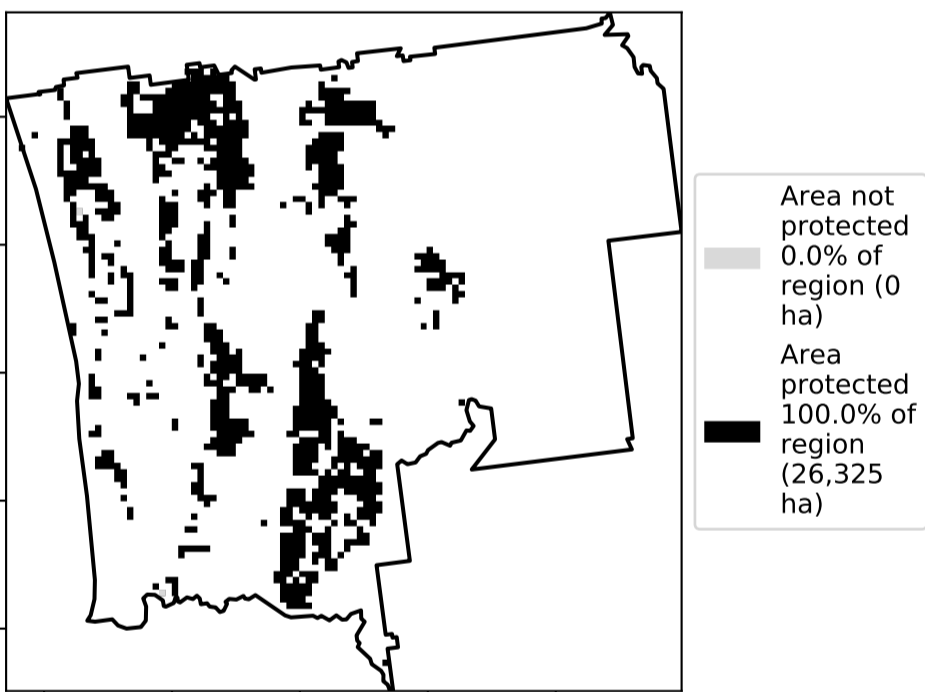 Area not
protected
0.0% of
region (0
ha)
Area
protected
100.0% of
region
(26,325
ha)